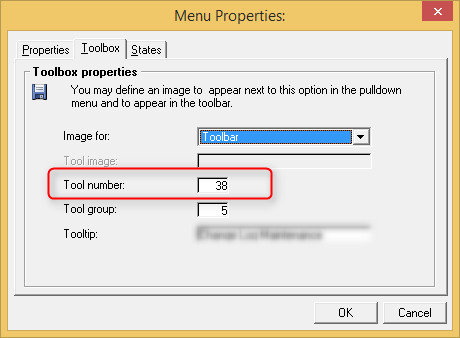 Menu Properties:
Properties Toolbox States
Toolbox properties
You may define an image to appear next to this option in the pulldown
menu and to appear in the toolbar.
Image for: Toolbar
Tool image:
Tool number: 38
Tool group: 5
Tooltip:
OK Cancel